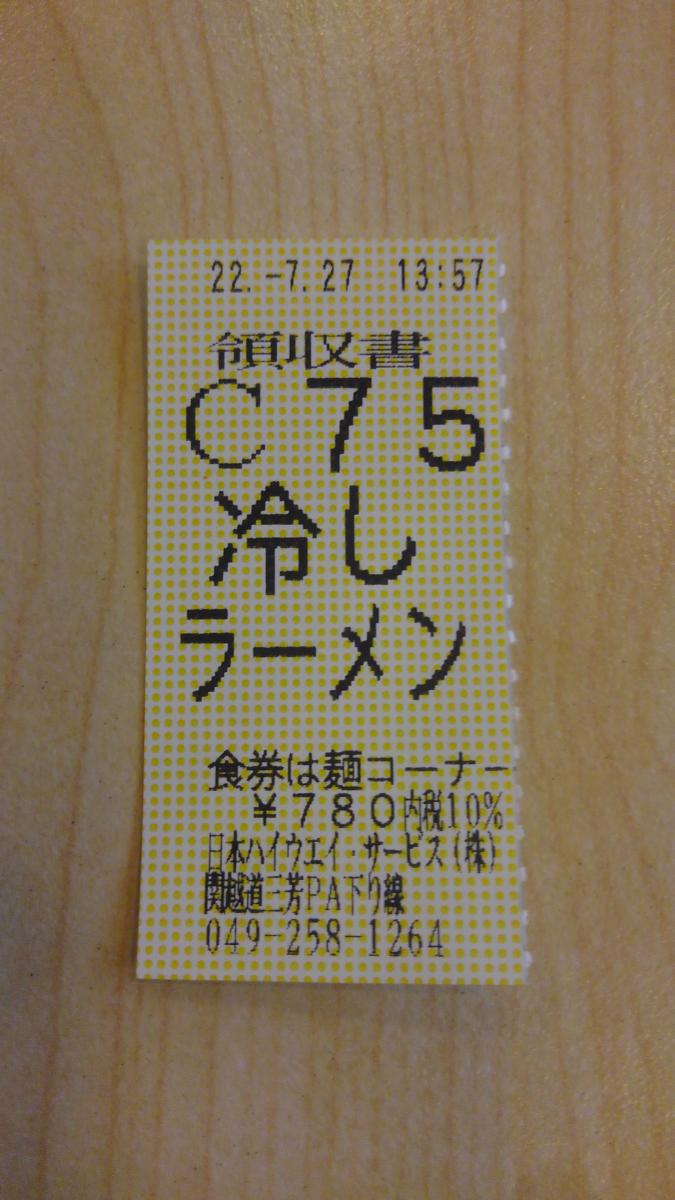 22.-7.27 13:57
領収書
C75
冷し
ラーメン
食券は麺コーナー
¥780内税10%
日本ハイウエイ・サービス(株)
関越道三芳PA下り線
049-258-1264